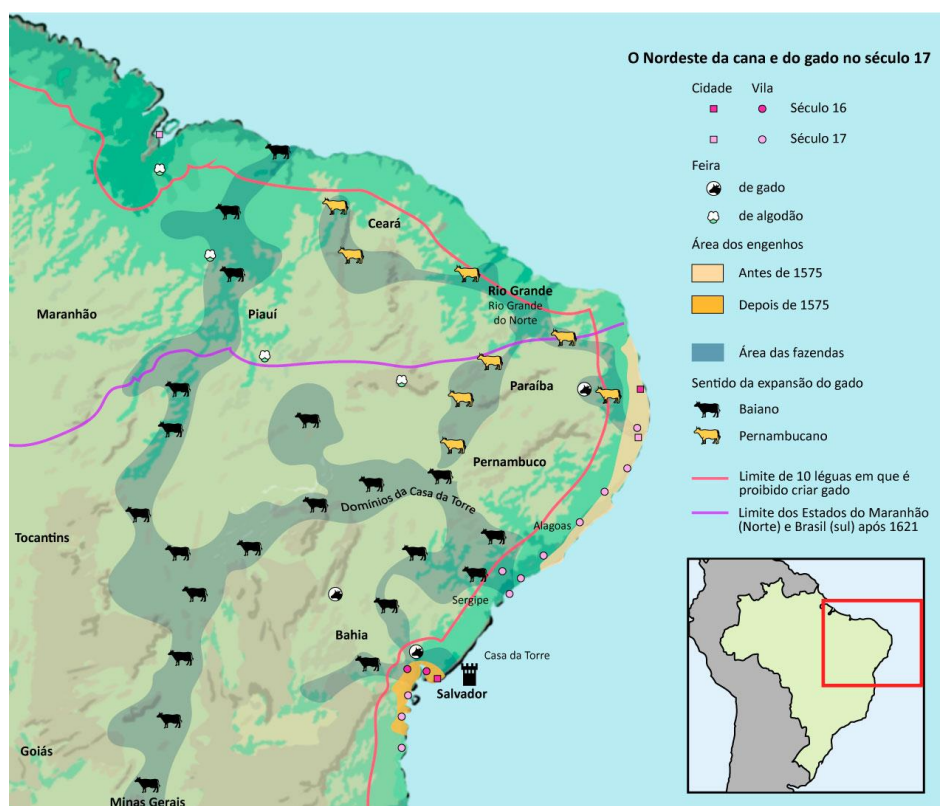 O Nordeste da cana e do gado no século 17
Cidade Vila
Século 16
Século 17
Feira
de gado
de algodão
Área dos engenhos
Antes de 1575
Depois de 1575
Área das fazendas
Sentido da expansão do gado
Baiano
Pernambucano
Limite de 10 léguas em que é
proibido criar gado
Limite dos Estados do Maranhão
(Norte) e Brasil (sul) após 1621
Ceará
Rio Grande
Rio Grande
do Norte
Maranhão
Piauí
Paraíba
Pernambuco
Domínios da Casa da Torre
Alagoas
Tocantins
Sergipe
Bahia
Casa da Torre
Salvador
Goiás
Minas Gerais